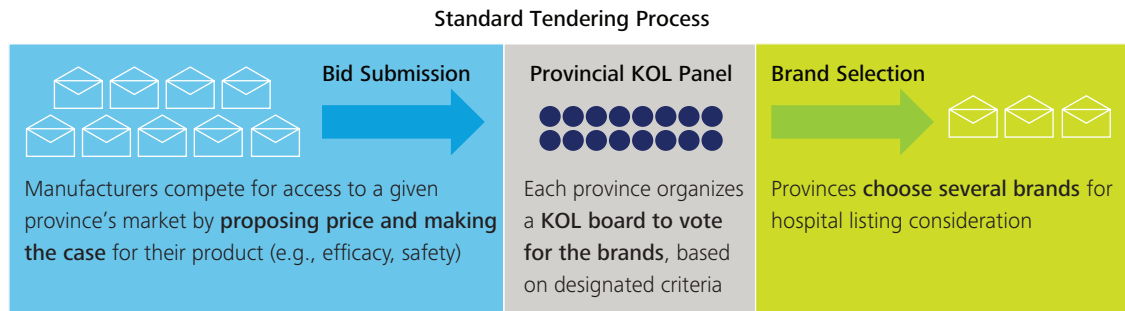 Standard Tendering Process
Bid Submission
Manufacturers compete for access to a given
province's market by proposing price and making
the case for their product (e.g., efficacy, safety)
Provincial KOL Panel
Each province organizes
a KOL board to vote
for the brands, based
on designated criteria
Brand Selection
Provinces choose several brands for
hospital listing consideration